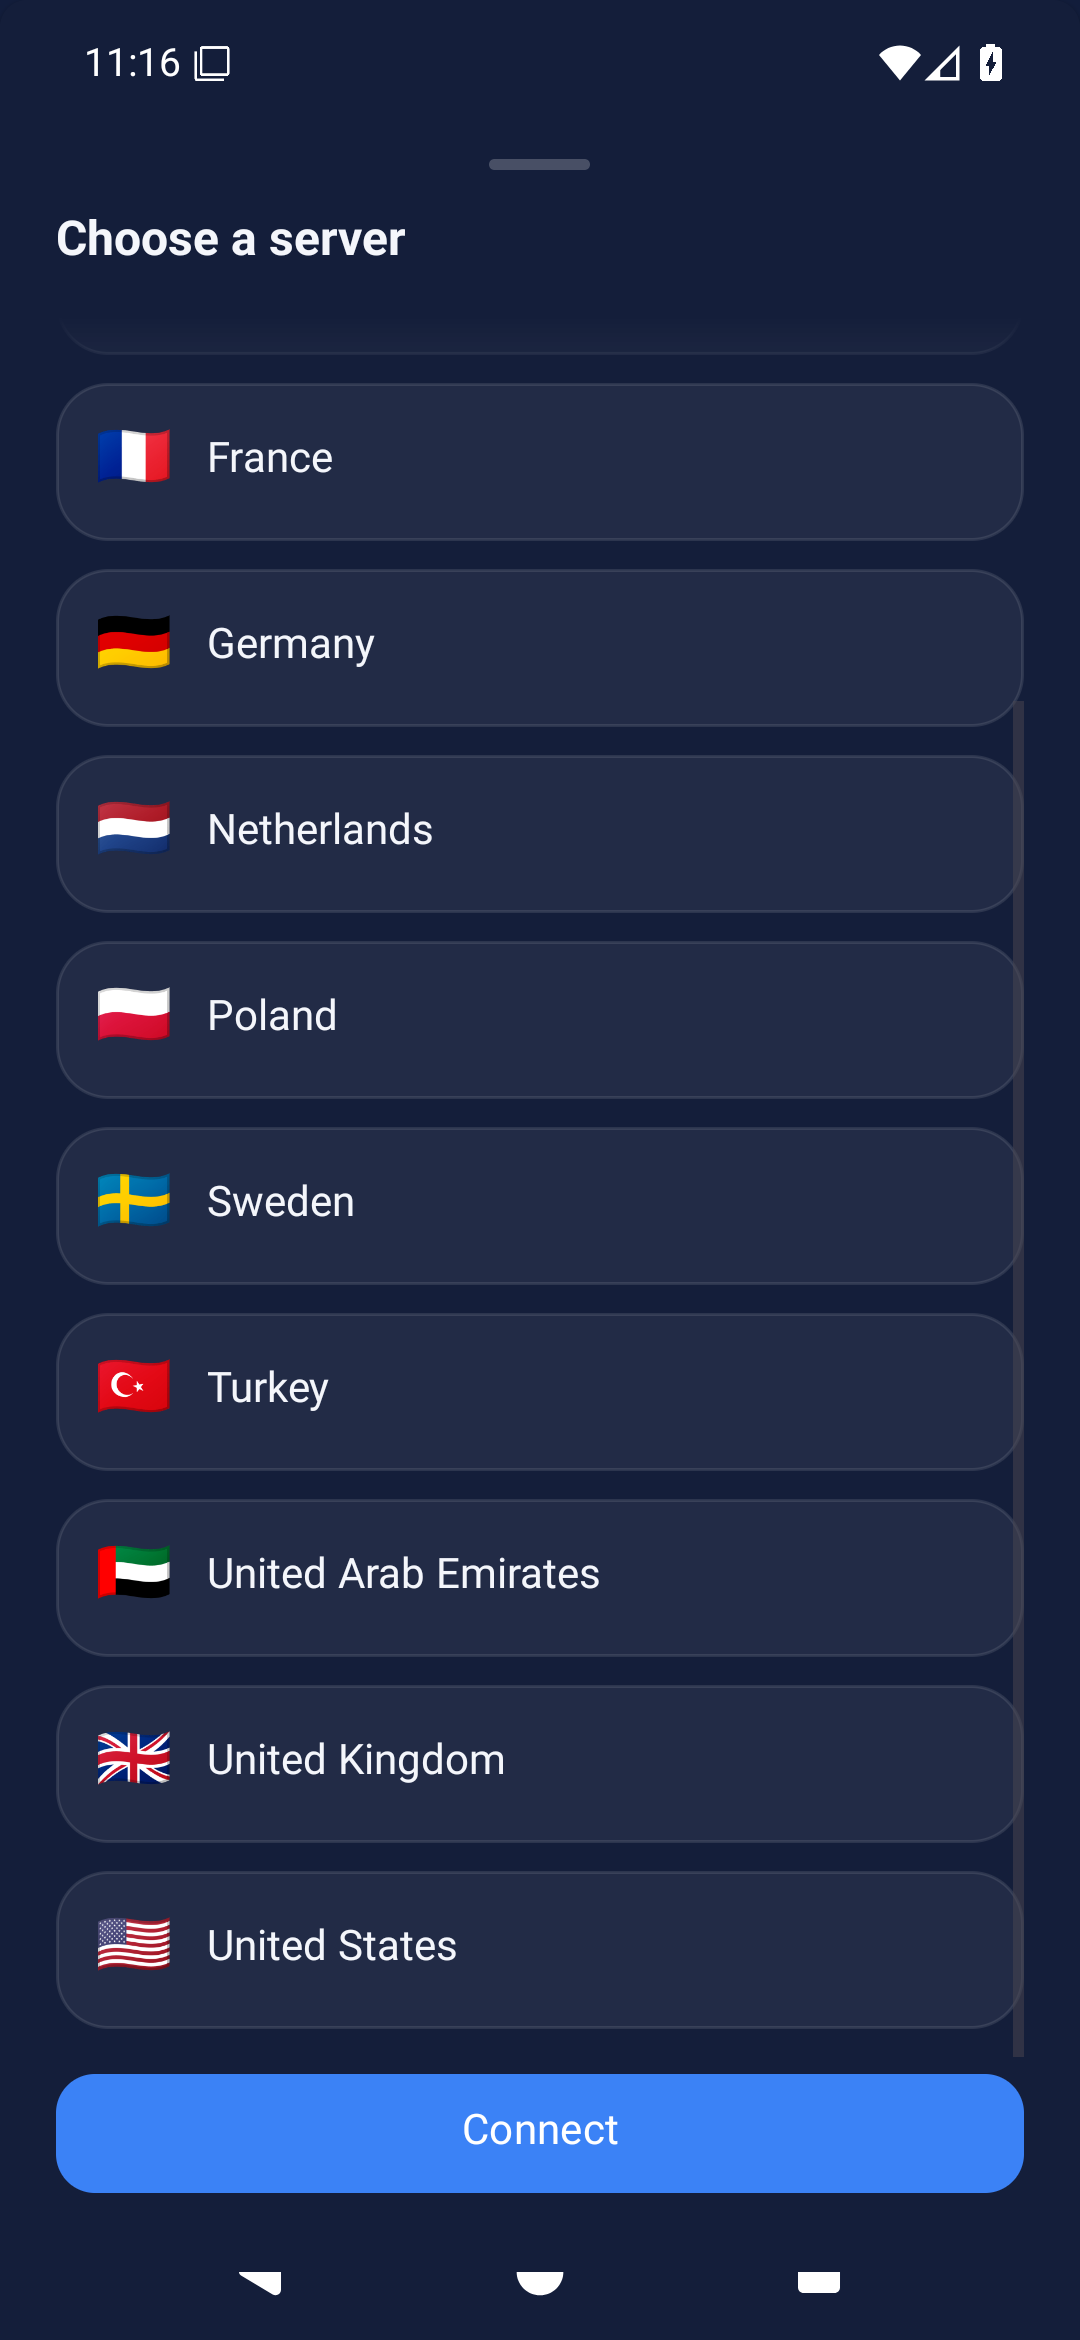 11:16
Choose a server
France
Germany
Netherlands
Poland
Sweden
Turkey
United Arab Emirates
United Kingdom
United States
Connect